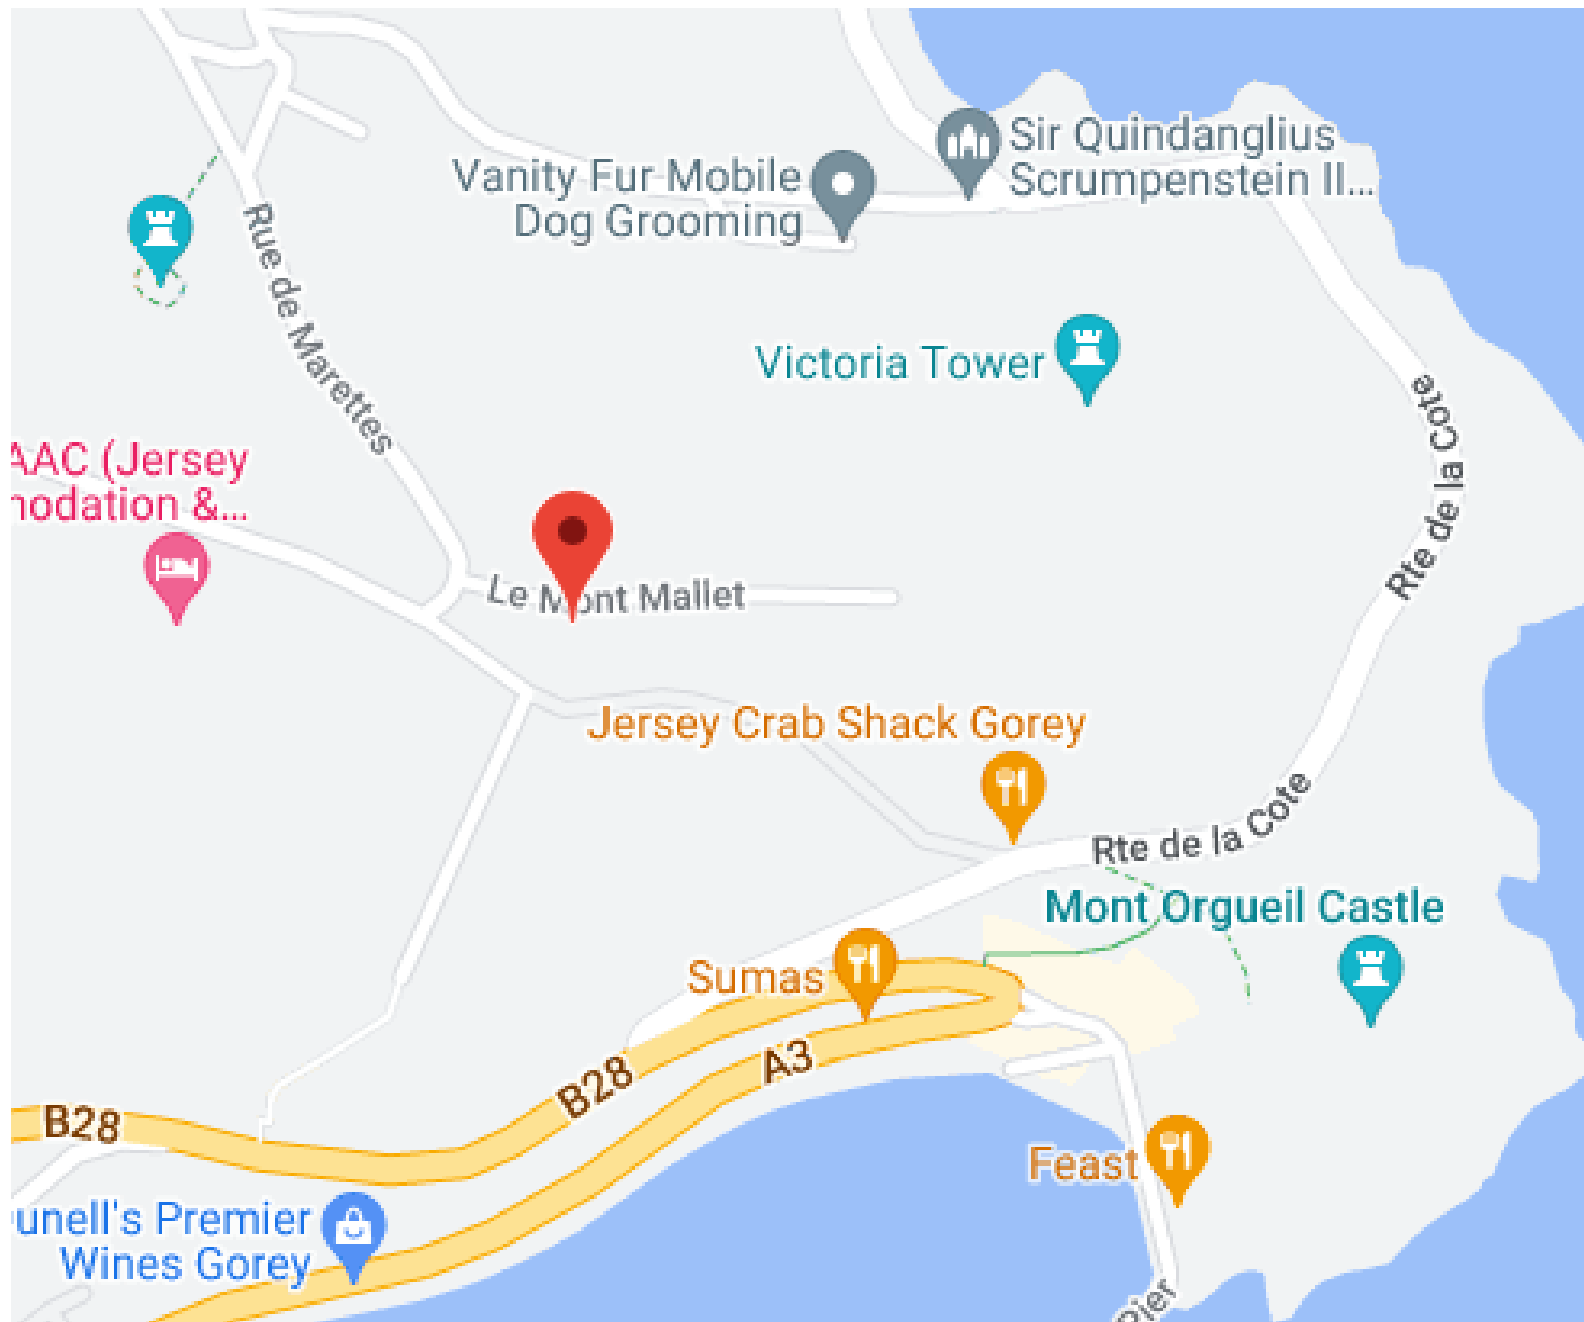 Sir Quindanglius
Scrumpenstein II...
Vanity Fur Mobile
Dog Grooming
Rue de Marettes
Victoria Tower
Rte de la Cote
AAC (Jersey
nodation &...
Le Mont Mallet
Jersey Crab Shack Gorey
Rte de la Cote
Mont Orgueil Castle
Sumas
A3
B28
B28
Feast
unell's Premier
Wines Gorey
Pier